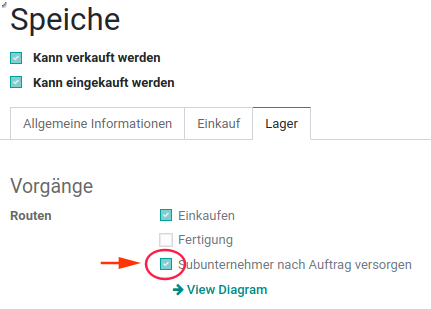 Speiche
Kann verkauft werden
Kann eingekauft werden
Allgemeine Informationen Einkauf Lager
Vorgänge
Routen Einkaufen
Fertigung
Subunternehmer nach Auftrag versorgen
View Diagram